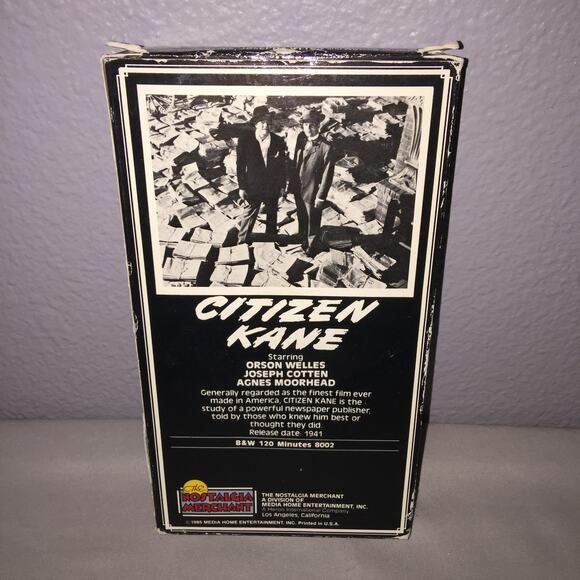 CITIZEN
KANE
Starring
ORSON WELLES
JOSEPH COTTEN
AGNES MOORHEAD
Generally regarded as the finest film ever
made in America, CITIZEN KANE is the
study of a powerful newspaper publisher,
told by those who knew him best or
thought they did.
Release date: 1941
B&W 120 Minutes 8002
The
NOSTALGIA
MERCHANT
THE NOSTALGIA MERCHANT
A DIVISION OF
MEDIA HOME ENTERTAINMENT, INC.
A Heron International Company
Los Angeles, California
© 1985 MEDIA HOME ENTERTAINMENT, INC. Printed in U.S.A.